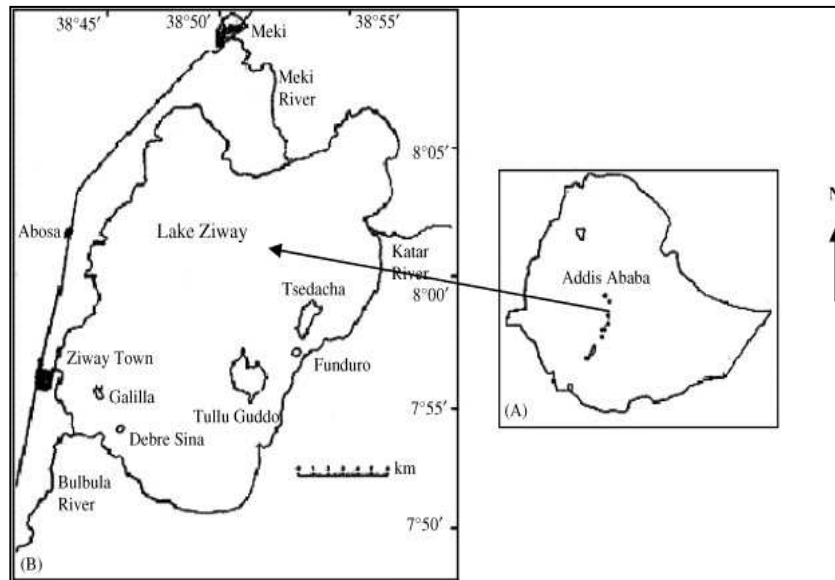 38°45′ 38°50′ 38°55′
Meki
Meki
River
8°05′
Abosa
Lake Ziway
Katar
River
8°00′
Tsedacha
Ziway Town
Funduro
Galilla
Tullu Guddo
7°55′
Debre Sina
km
Bulbula
River
7°50′
(B)
Addis Ababa
(A)
N